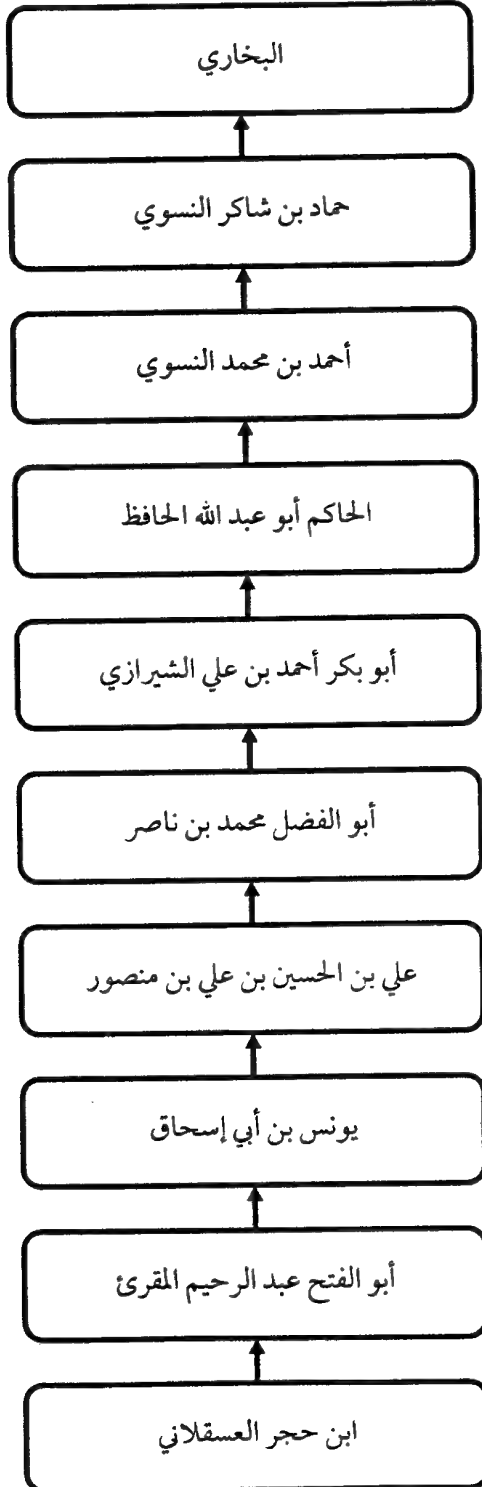 البخاري
حماد بن شاكر النسوي
أحمد بن محمد النسوي
الحاكم أبو عبد الله الحافظ
أبو بكر أحمد بن علي الشيرازي
أبو الفضل محمد بن ناصر
علي بن الحسين بن علي بن منصور
يونس بن أبي إسحاق
أبو الفتح عبد الرحيم المقرئ
ابن حجر العسقلاني